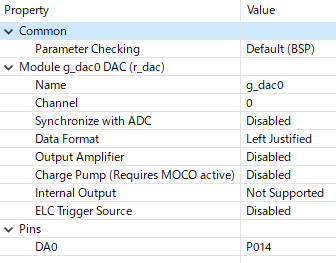 Property Value
Common
Parameter Checking Default (BSP)
Module g_dac0 DAC (r_dac)
Name g_dac0
Channel 0
Synchronize with ADC Disabled
Data Format Left Justified
Output Amplifier Disabled
Charge Pump (Requires MOCO active) Disabled
Internal Output Not Supported
ELC Trigger Source Disabled
Pins
DA0 P014